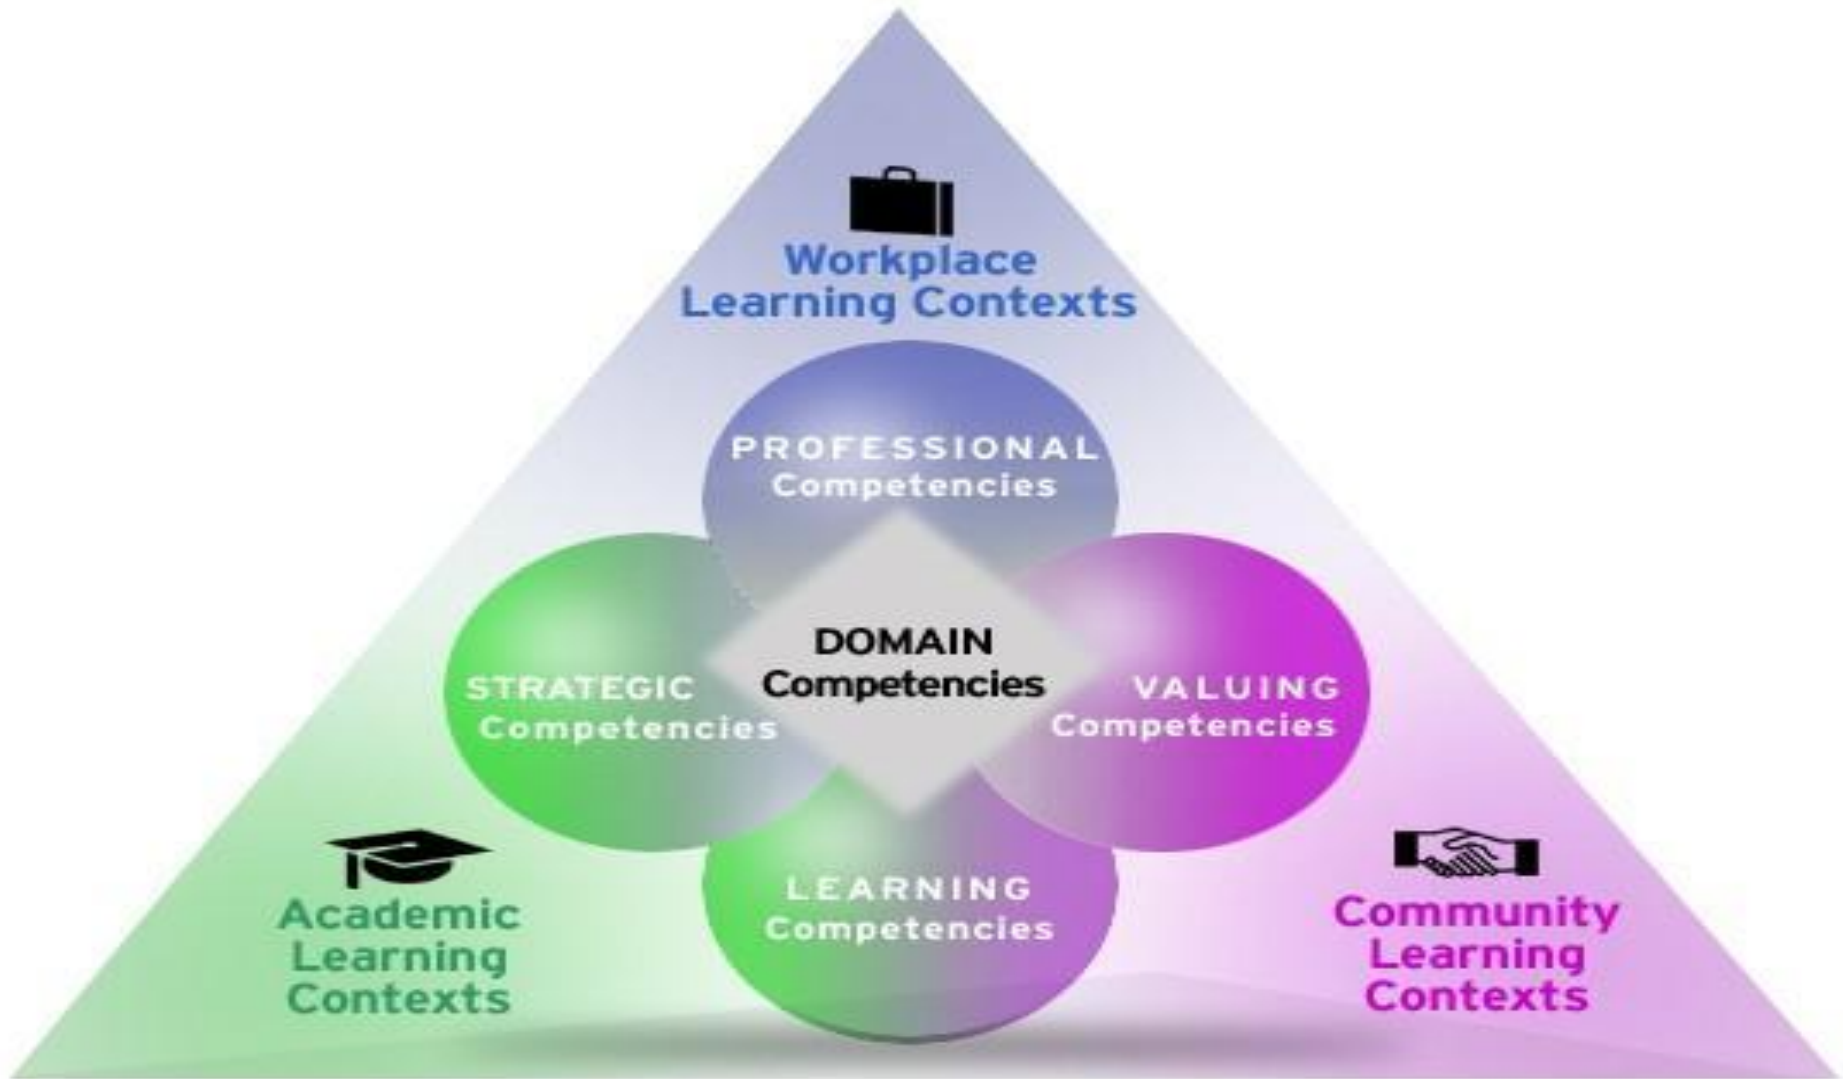 Workplace
Learning Contexts
PROFESSIONAL
Competencies
DOMAIN
Competencies
STRATEGIC
Competencies
VALUING
Competencies
LEARNING
Competencies
Academic
Learning
Contexts
Community
Learning
Contexts